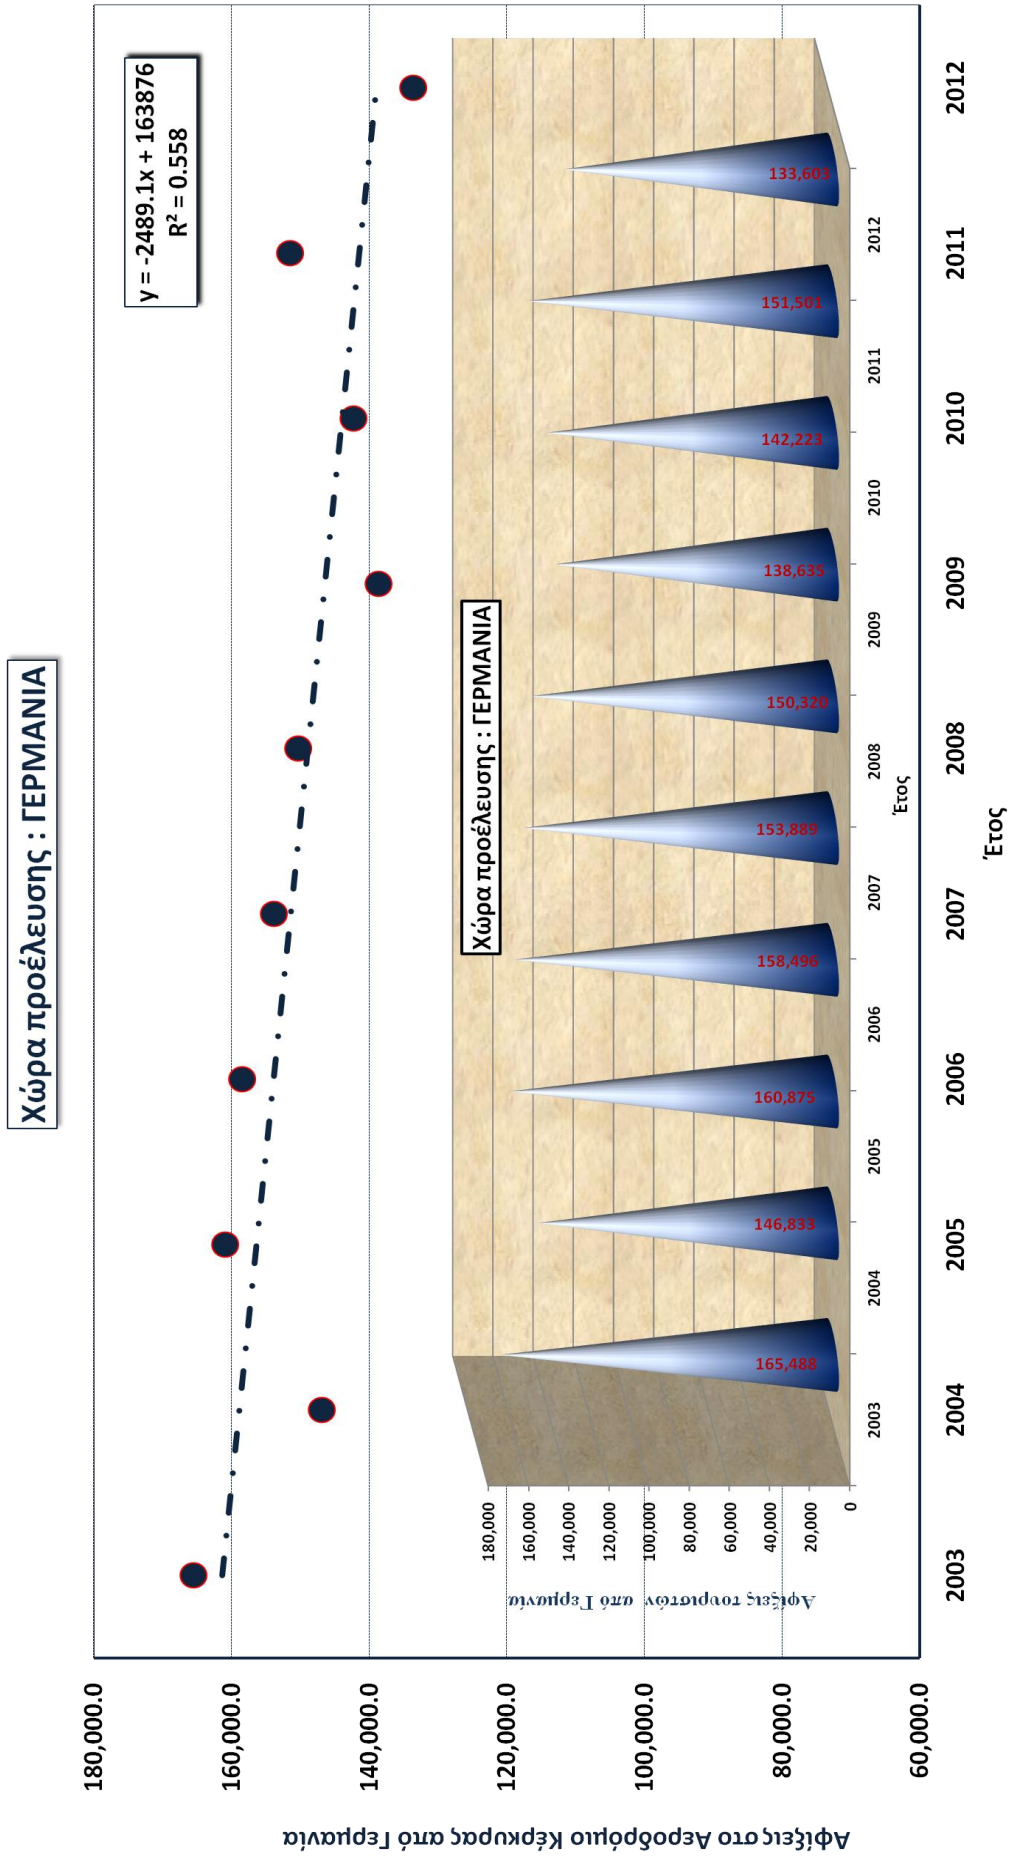 Χώρα προέλευσης : ΓΕΡΜΑΝΙΑ
y = -2489.1x + 163876
R² = 0.558
Αφίξεις στο Αεροδρόμιο Κέρκυρας από Γερμανία
180,000.0
160,000.0
140,000.0
120,000.0
100,000.0
80,000.0
60,000.0
Χώρα προέλευσης : ΓΕΡΜΑΝΙΑ
Αφίξεις τουριστών από Γερμανία
180,000
160,000
140,000
120,000
100,000
80,000
60,000
40,000
20,000
0
165,488
146,833
160,875
158,496
153,889
150,320
138,635
142,223
151,501
133,603
2003 2004 2005 2006 2007 2008 2009 2010 2011 2012
Έτος
2003 2004 2005 2006 2007 2008 2009 2010 2011 2012
Έτος